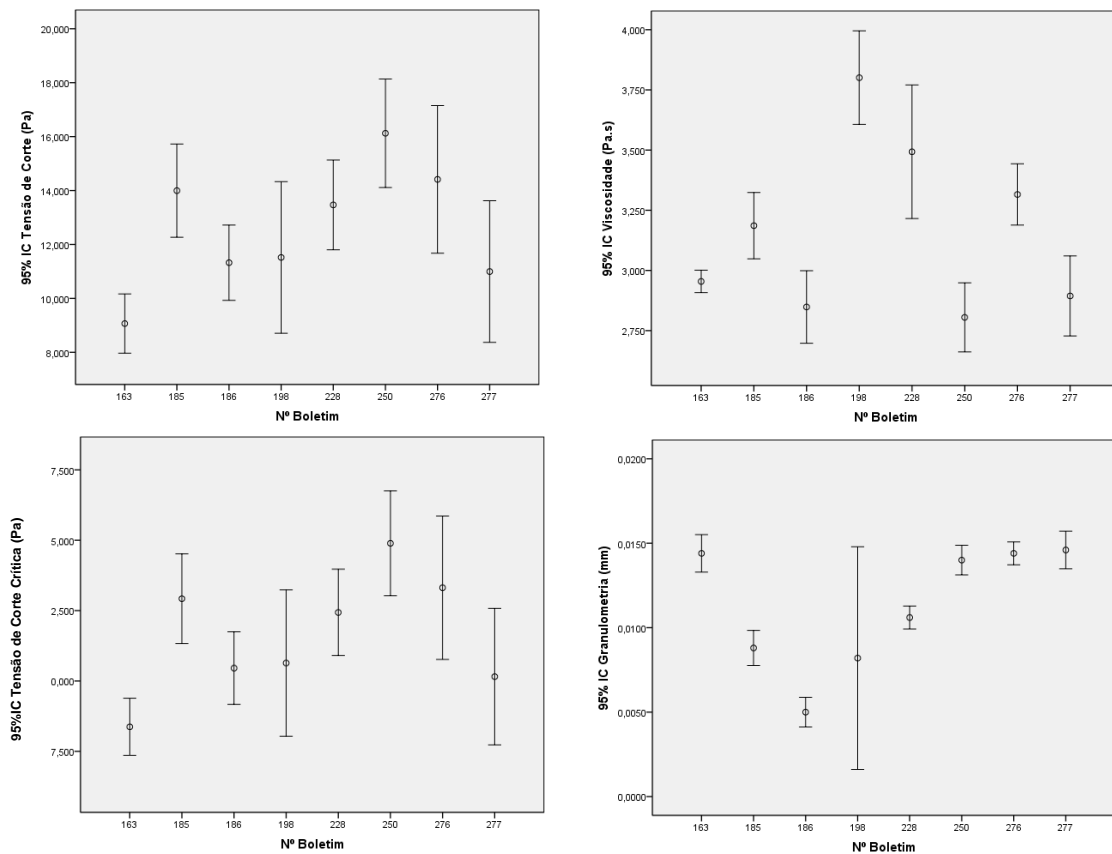 95% IC Tensão de Corte (Pa)
20,000
18,000
16,000
14,000
12,000
10,000
8,000
163 185 186 198 228 250 276 277
Nº Boletim
95% IC Viscosidade (Pa.s)
4,000
3,750
3,500
3,250
3,000
2,750
163 185 186 198 228 250 276 277
Nº Boletim
95%IC Tensão de Corte Crítica (Pa)
7,500
5,000
2,500
0,000
7,500
163 185 186 198 228 250 276 277
Nº Boletim
95% IC Granulometria (mm)
0,0200
0,0150
0,0100
0,0050
0,0000
163 185 186 198 228 250 276 277
Nº Boletim